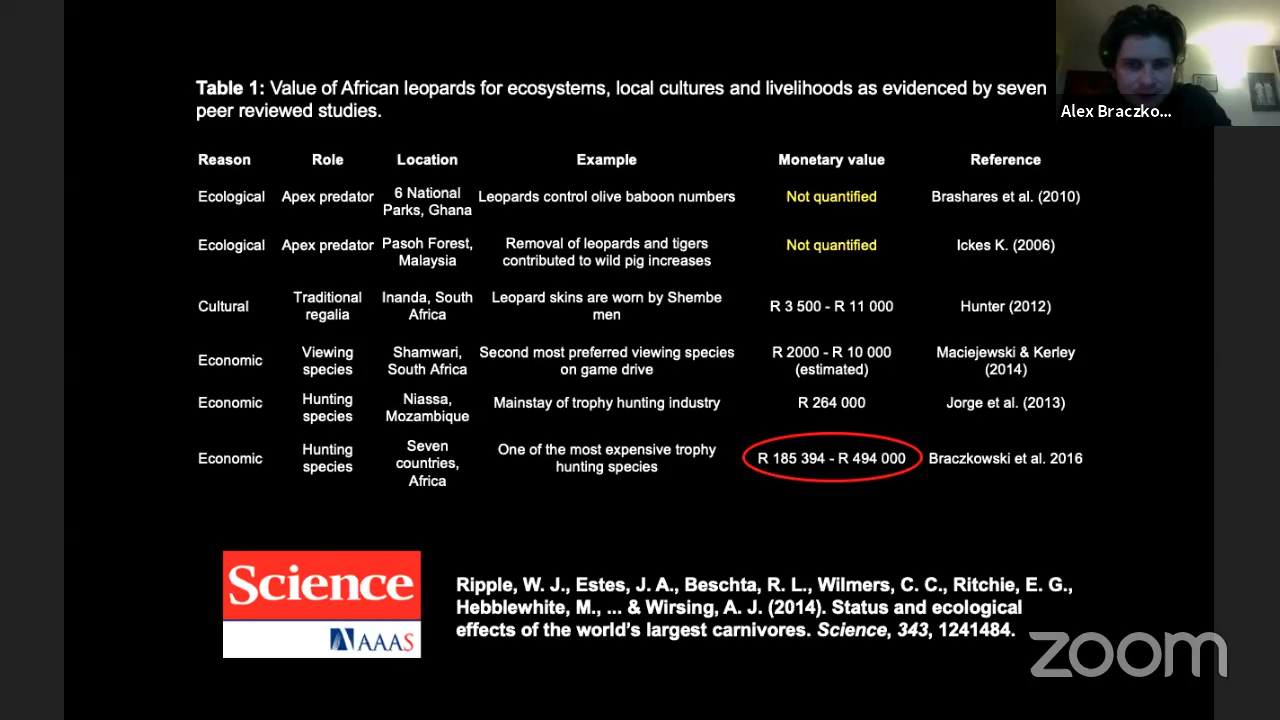 Alex Braczko...
Table 1: Value of African leopards for ecosystems, local cultures and livelihoods as evidenced by seven
peer reviewed studies.
Reason Role Location Example Monetary value Reference
Ecological Apex predator 6 National Parks, Ghana Leopards control olive baboon numbers Not quantified Brashares et al. (2010)
Ecological Apex predator Pasoh Forest, Malaysia Removal of leopards and tigers contributed to wild pig increases Not quantified Ickes K. (2006)
Cultural Traditional regalia Inanda, South Africa Leopard skins are worn by Shembe men R 3 500 - R 11 000 Hunter (2012)
Economic Viewing species Shamwari, South Africa Second most preferred viewing species on game drive R 2000 - R 10 000 (estimated) Maciejewski & Kerley (2014)
Economic Hunting species Niassa, Mozambique Mainstay of trophy hunting industry R 264 000 Jorge et al. (2013)
Economic Hunting species Seven countries, Africa One of the most expensive trophy hunting species R 185 394 - R 494 000 Braczkowski et al. 2016
Science
AAAS
Ripple, W. J., Estes, J. A., Beschta, R. L., Wilmers, C. C., Ritchie, E. G.,
Hebblewhite, M., ... & Wirsing, A. J. (2014). Status and ecological
effects of the world's largest carnivores. Science, 343, 1241484.
zoom